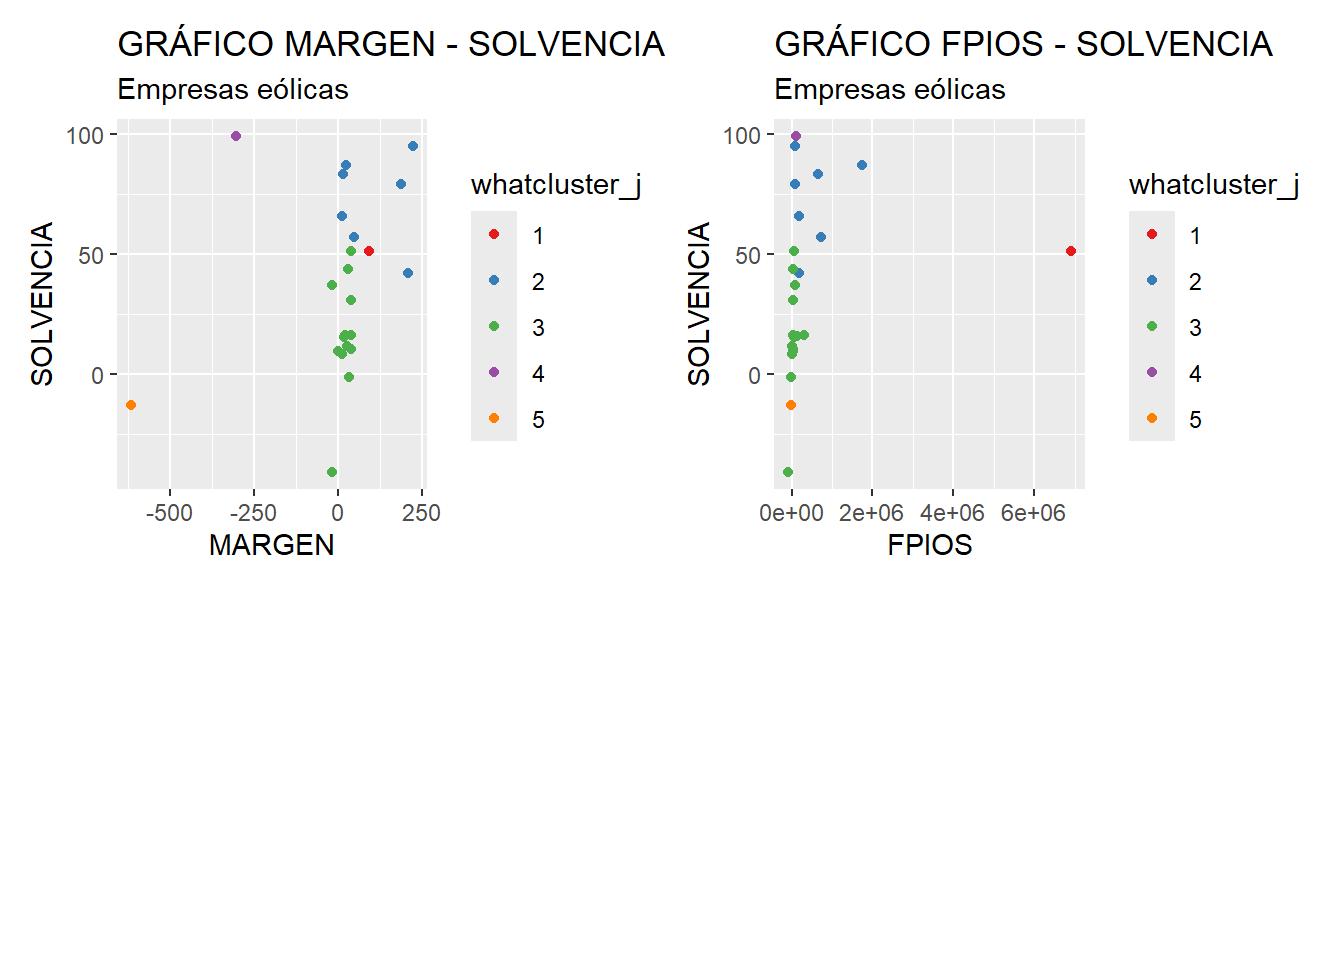 GRÁFICO MARGEN - SOLVENCIA
Empresas eólicas
100
50
0
SOLVENCIA
-500 -250 0 250
MARGEN
whatcluster_j
1
2
3
4
5
GRÁFICO FPIOS - SOLVENCIA
Empresas eólicas
100
50
0
SOLVENCIA
0e+00 2e+06 4e+06 6e+06
FPIOS
whatcluster_j
1
2
3
4
5